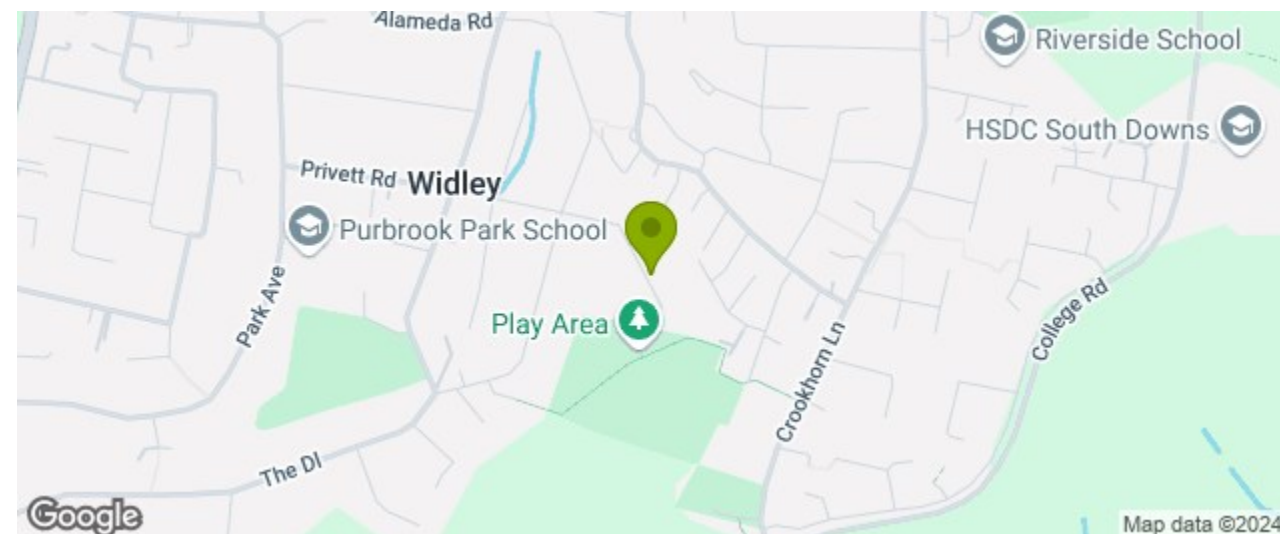 Alameda Rd
Riverside School
HSDC South Downs
Privett Rd
Widley
Purbrook Park School
Park Ave
Play Area
College Rd
Crookhorn Ln
The Dl
Google
Map data ©2024